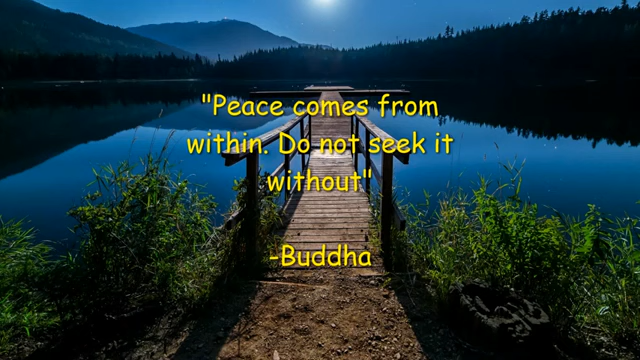 "Peace comes from
within. Do not seek it
without"
-Buddha